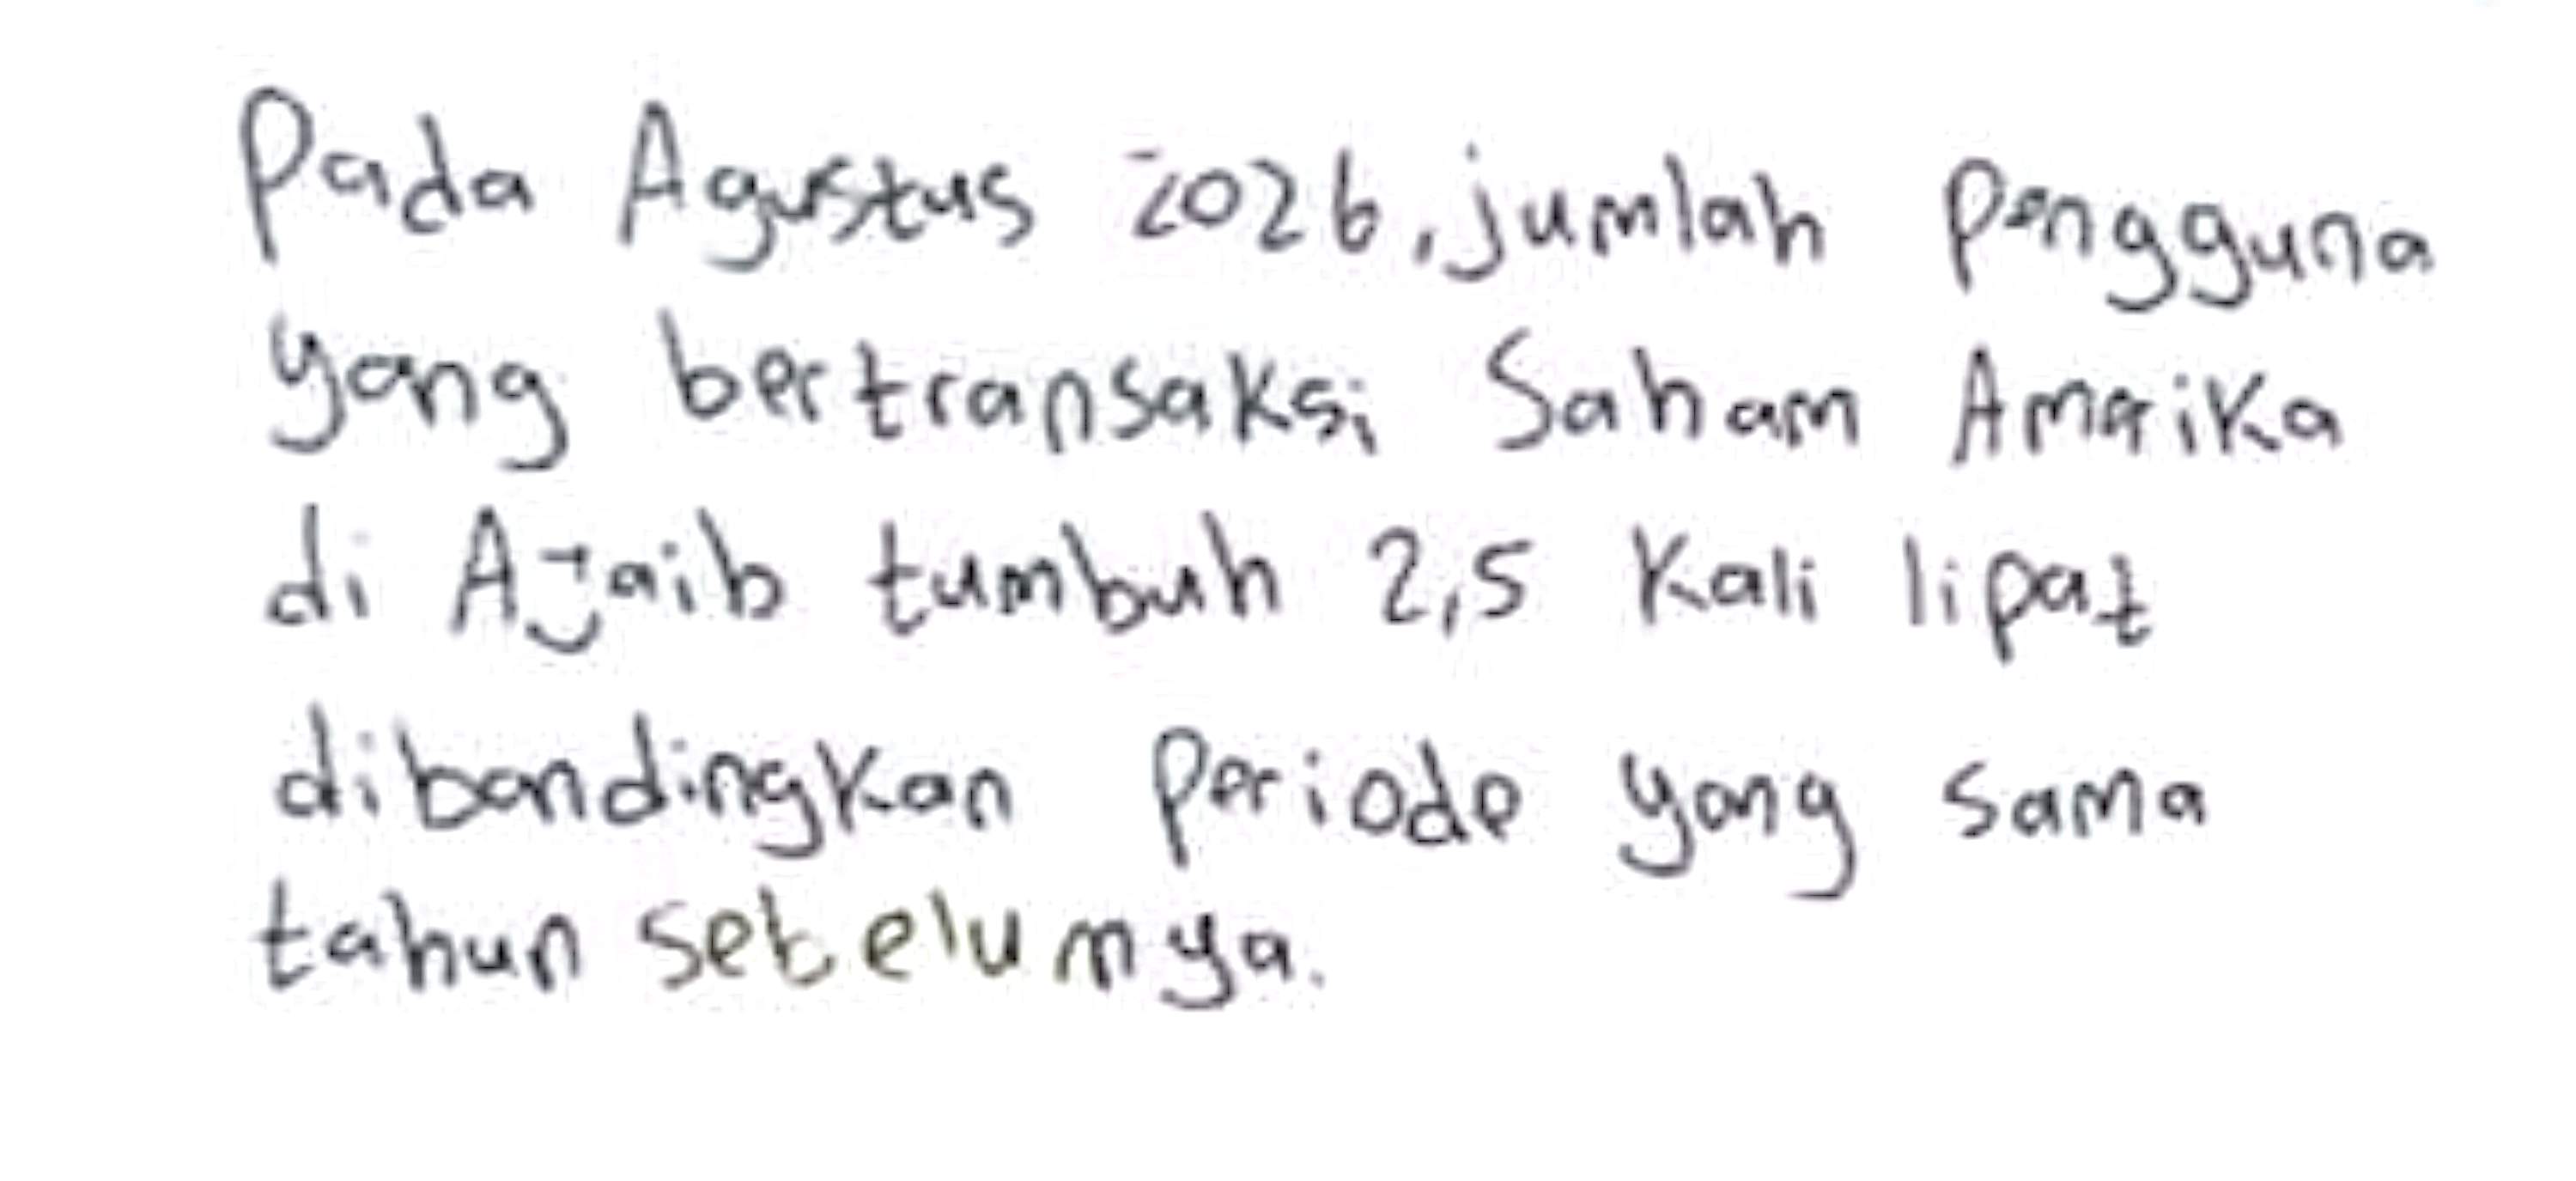 Pada Agustus 2026, jumlah pengguna
yang bertransaksi Saham Amerika
di Ajaib tumbuh 2,5 kali lipat
dibandingkan periode yang sama
tahun sebelumya.